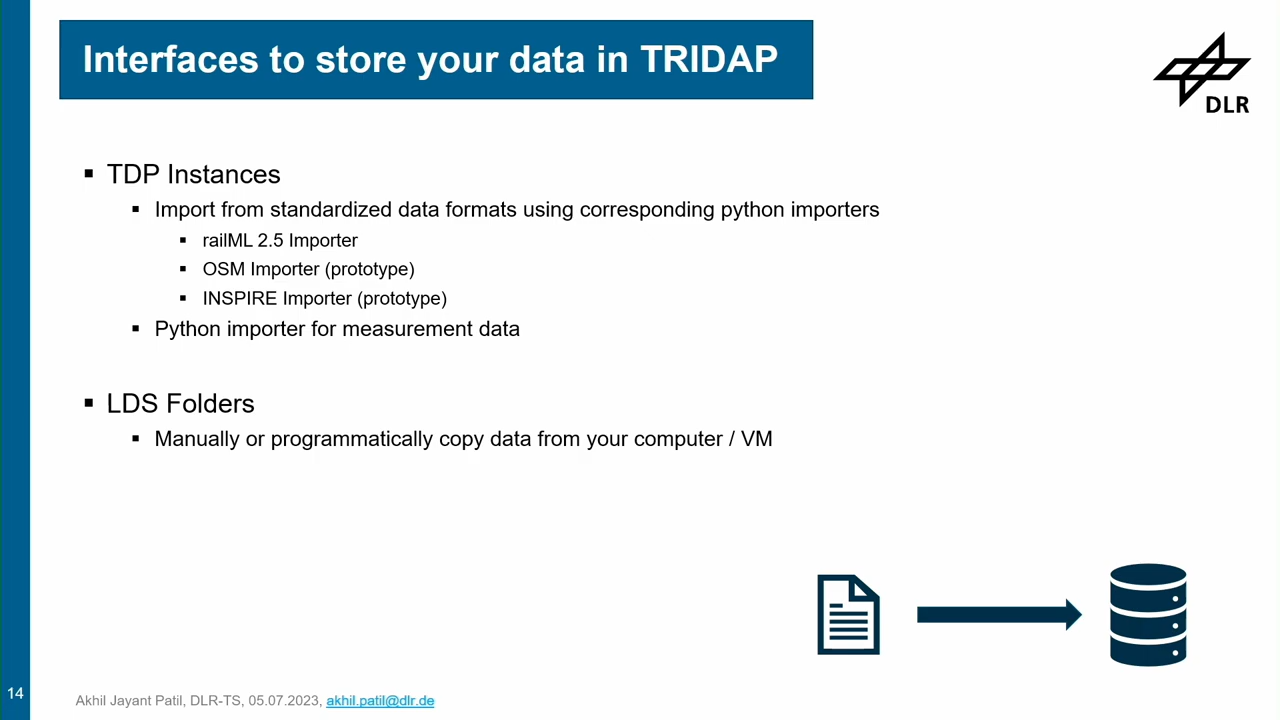 Interfaces to store your data in TRIDAP
DLR
▪ TDP Instances
▪ Import from standardized data formats using corresponding python importers
▪ railML 2.5 Importer
▪ OSM Importer (prototype)
▪ INSPIRE Importer (prototype)
▪ Python importer for measurement data
▪ LDS Folders
▪ Manually or programmatically copy data from your computer / VM
14
Akhil Jayant Patil, DLR-TS, 05.07.2023, akhil.patil@dlr.de